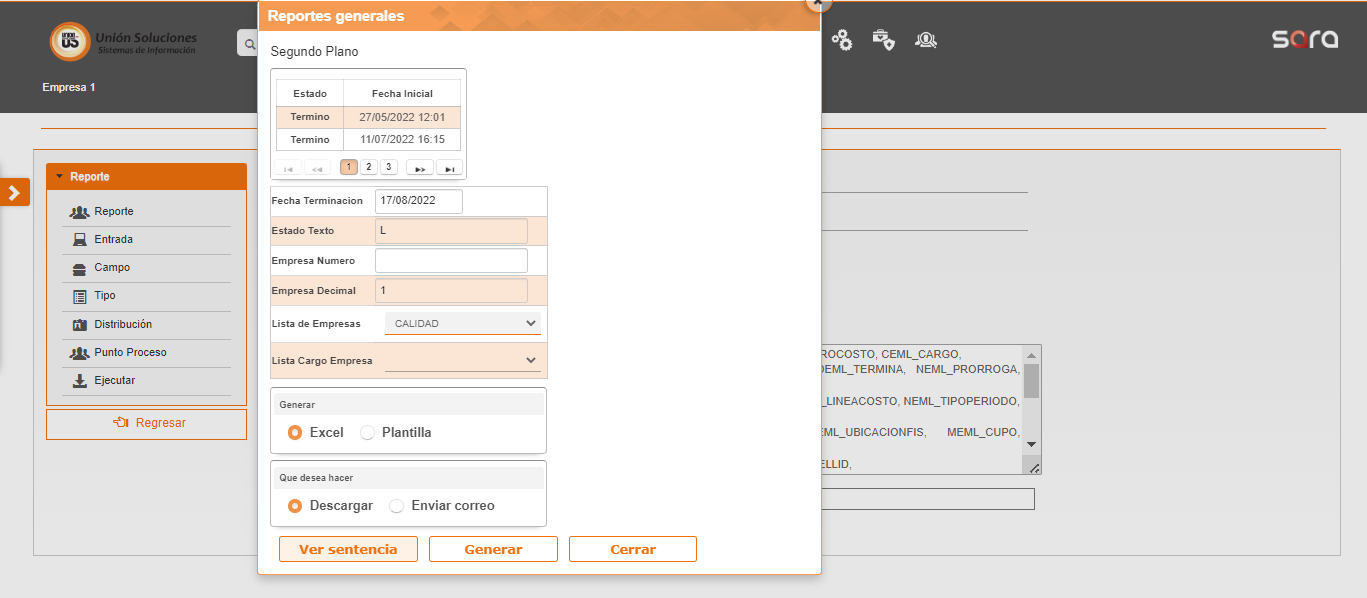 Reportes generales
Unión Soluciones
Sistemas de Información
Empresa 1
sara
Segundo Plano
Estado Fecha Inicial
Termino 27/05/2022 12:01
Termino 11/07/2022 16:15
1 2 3
Fecha Terminacion 17/08/2022
Estado Texto L
Empresa Numero
Empresa Decimal 1
Lista de Empresas CALIDAD
Lista Cargo Empresa
Generar
Excel Plantilla
Que desea hacer
Descargar Enviar correo
Ver sentencia Generar Cerrar
Reporte
Reporte
Entrada
Campo
Tipo
Distribución
Punto Proceso
Ejecutar
Regresar
ROCOSTO, CEML_CARGO,
DEML_TERMINA, NEML_PRORROGA,
_LINEACOSTO, NEML_TIPOPERIODO,
EML_UBICACIONFIS, MEML_CUPO,
ELLID,